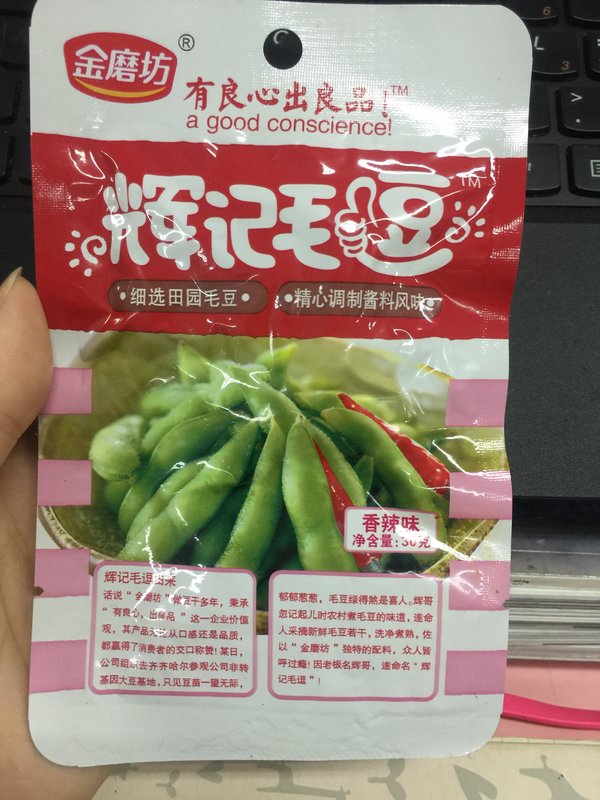 金磨坊®
有良心出良品!™
a good conscience!
辉记毛逗™
·细选田园毛豆·
·精心调制酱料风味·
香辣味
净含量:30克
辉记毛逗由来
话说“金磨坊”做豆干多年，秉承
“有良心，出良品”这一企业价值
观，其产品无论从口感还是品质，
都赢得了消费者的交口称赞！某日，
公司组织去齐齐哈尔参观公司非转
基因大豆基地，只见豆苗一望无际，
郁郁葱葱，毛豆绿得煞是喜人。辉哥
忽记起儿时农村煮毛豆的味道，遂命
人采摘新鲜毛豆若干，洗净煮熟，佐
以“金磨坊”独特的配料，众人皆
呼过瘾！因老板名辉哥，遂命名“辉
记毛逗”！